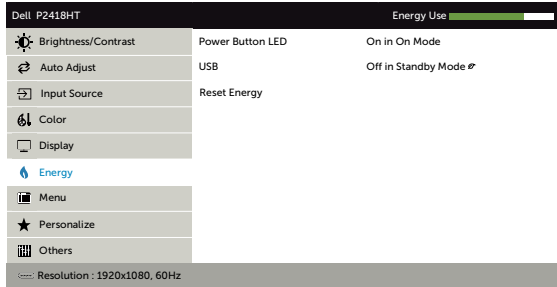 Dell P2418HT Energy Use
Brightness/Contrast Power Button LED On in On Mode
Auto Adjust USB Off in Standby Mode
Input Source Reset Energy
Color
Display
Energy
Menu
Personalize
Others
Resolution : 1920x1080, 60Hz